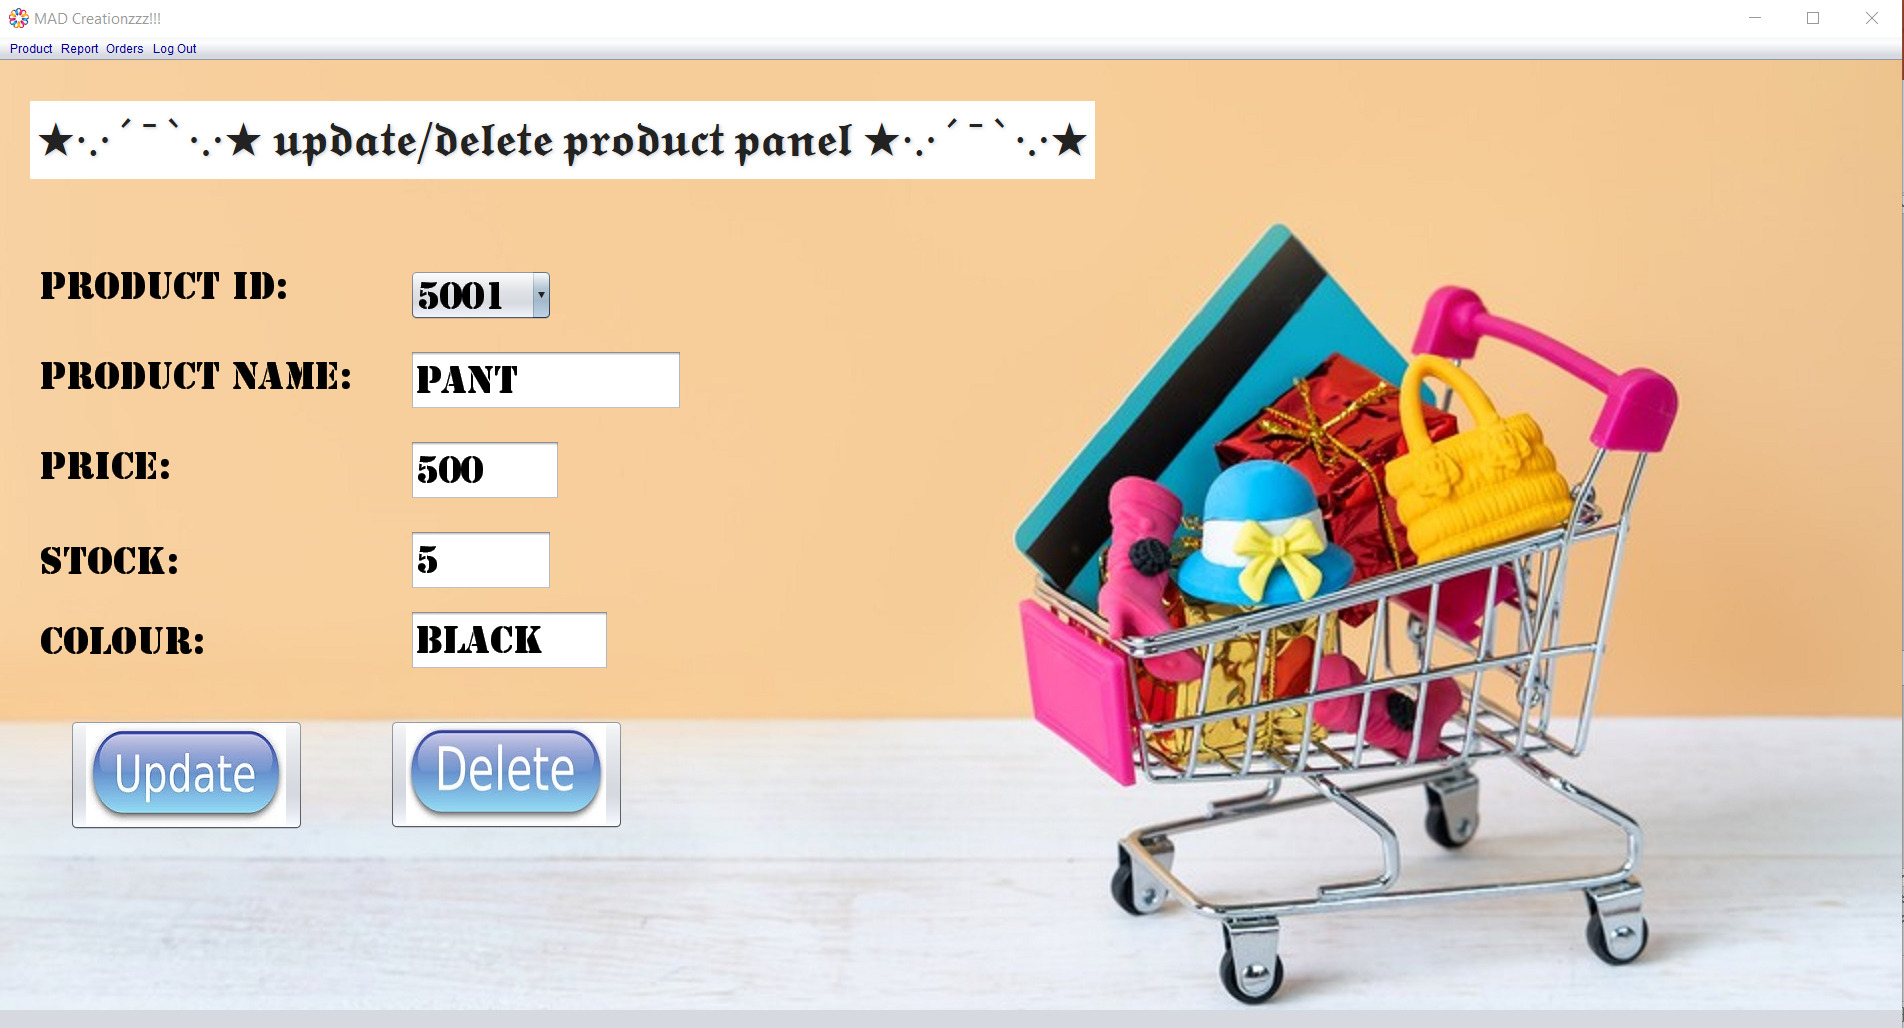 MAD Creationzzz!!!
Product Report Orders Log Out
★·.·´¯`·.·★ update/delete product panel ★·.·´¯`·.·★
PRODUCT ID: 5001
PRODUCT NAME: PANT
PRICE: 500
STOCK: 5
COLOUR: BLACK
Update Delete